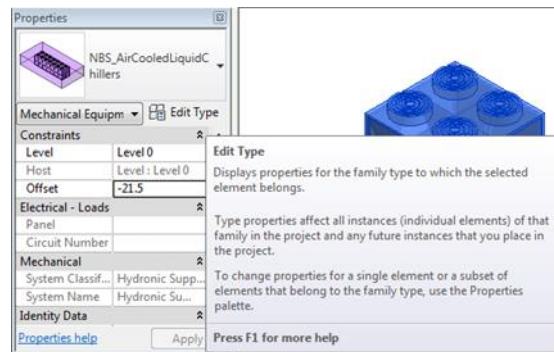 Properties
NBS_AirCooledLiquidC
hillers
Mechanical Equipm
Edit Type
Constraints
Level Level 0
Host Level : Level 0
Offset -21.5
Electrical - Loads
Panel
Circuit Number
Mechanical
System Classif... Hydronic Supp...
System Name Hydronic Su...
Identity Data
Properties help
Apply
Edit Type
Displays properties for the family type to which the selected
element belongs.
Type properties affect all instances (individual elements) of that
family in the project and any future instances that you place in
the project.
To change properties for a single element or a subset of
elements that belong to the family type, use the Properties
palette.
Press F1 for more help